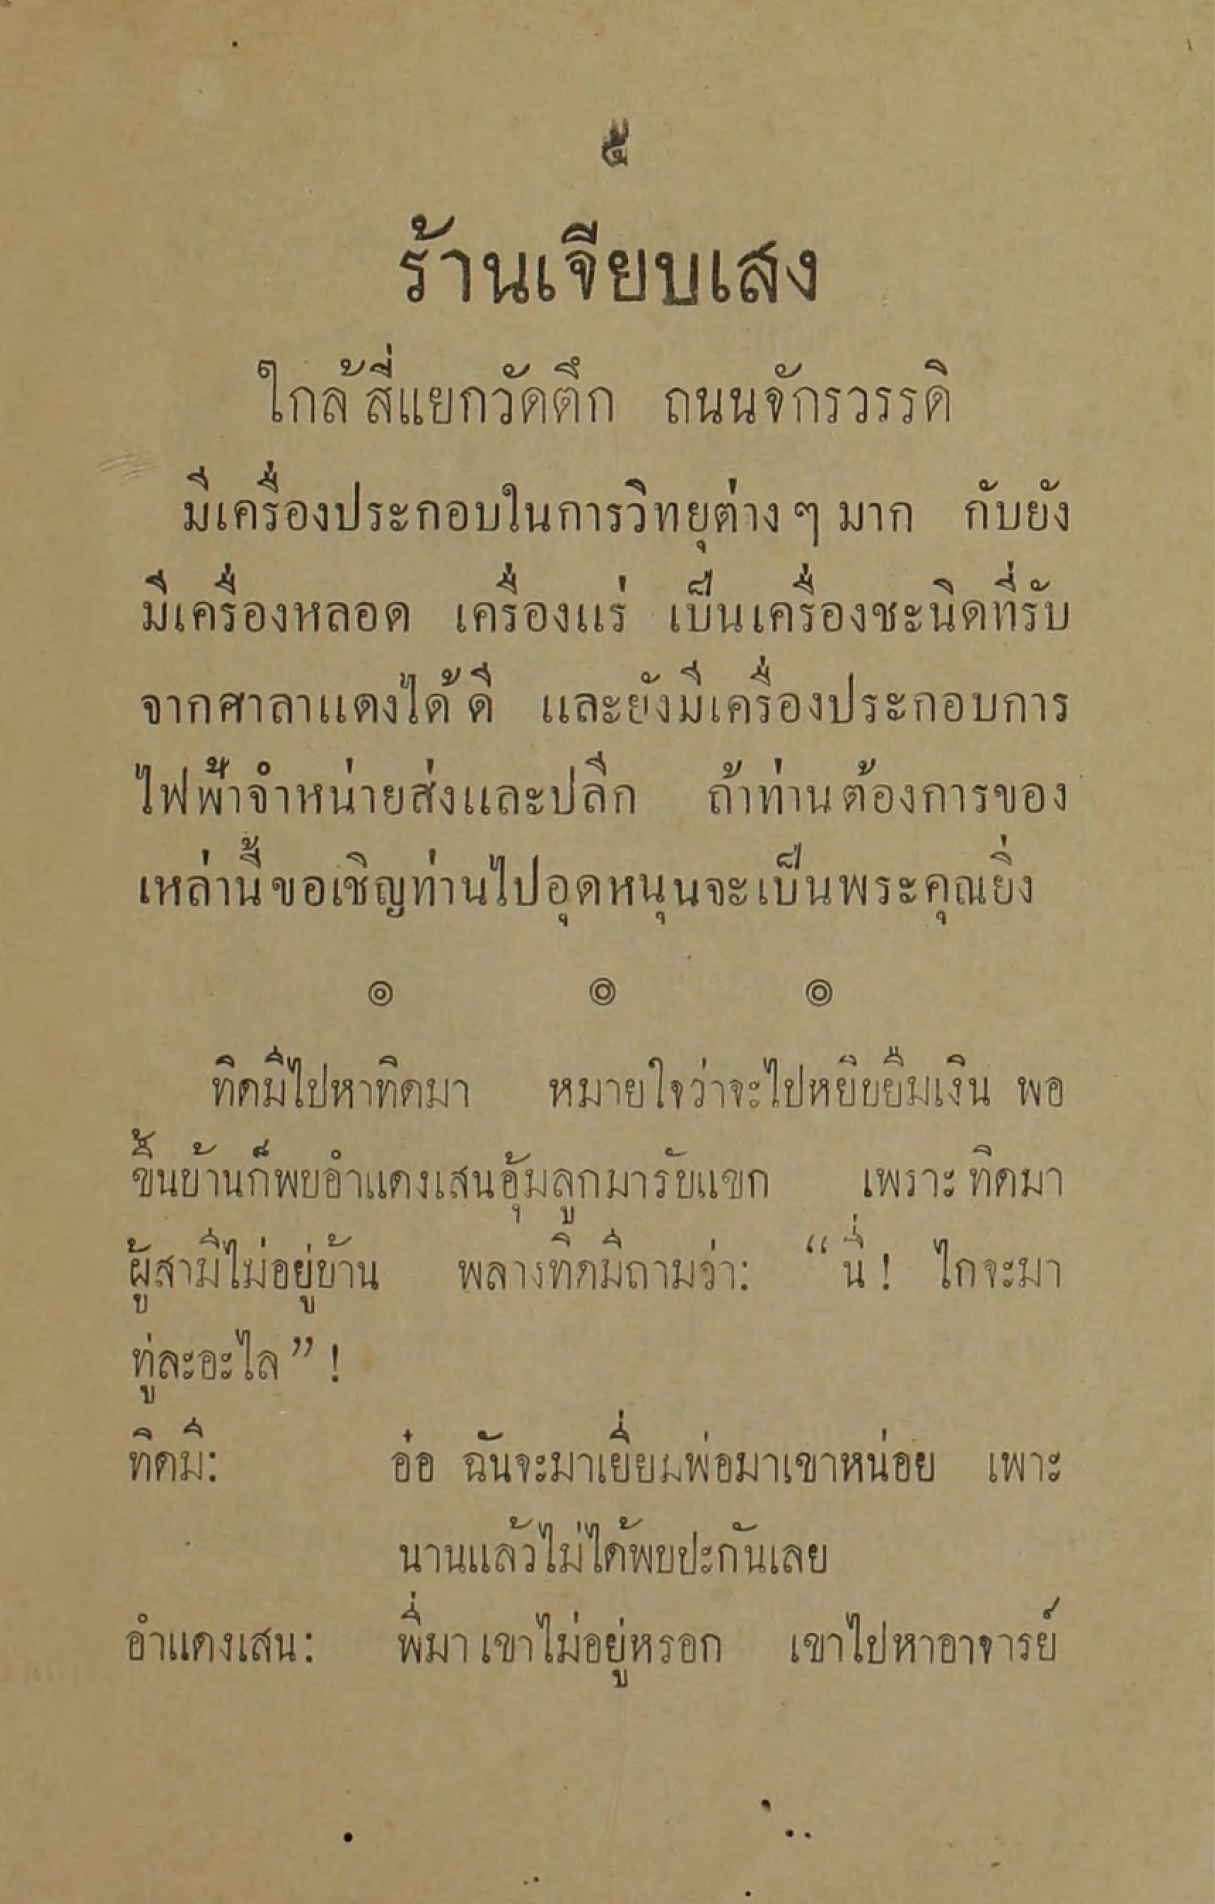 ๕
ร้านเจียบเสง
ใกล้สี่แยกวัดตึก ถนนจักรวรรดิ
มีเครื่องประกอบในการวิทยุต่าง ๆ มาก กับยัง
มีเครื่องหลอด เครื่องแร่ เป็นเครื่องชะนิดที่รับ
จากศาลาแดงได้ดี และยังมีเครื่องประกอบการ
ไฟฟ้าจำหน่ายส่งและปลีก ถ้าท่านต้องการของ
เหล่านี้ขอเชิญท่านไปอุดหนุนจะเป็นพระคุณยิ่ง
◎ ◎ ◎
ทิดมีไปหาทิดมา หมายใจว่าจะไปหยิบยืมเงิน พอ
ขึ้นบ้านก็พบอำแดงเสนอุ้มลูกมารับแขก เพราะทิดมา
ผู้สามีไม่อยู่บ้าน พลางทิดมีถามว่า: “นี่! ไกจะมา
ทู่ละอะไล”!
ทิดมี: อ๋อ ฉันจะมาเยี่ยมพ่อมาเขาหน่อย เพาะ
นานแล้วไม่ได้พบปะกันเลย
อำแดงเสน: พี่มาเขาไม่อยู่หรอก เขาไปหาอาจารย์